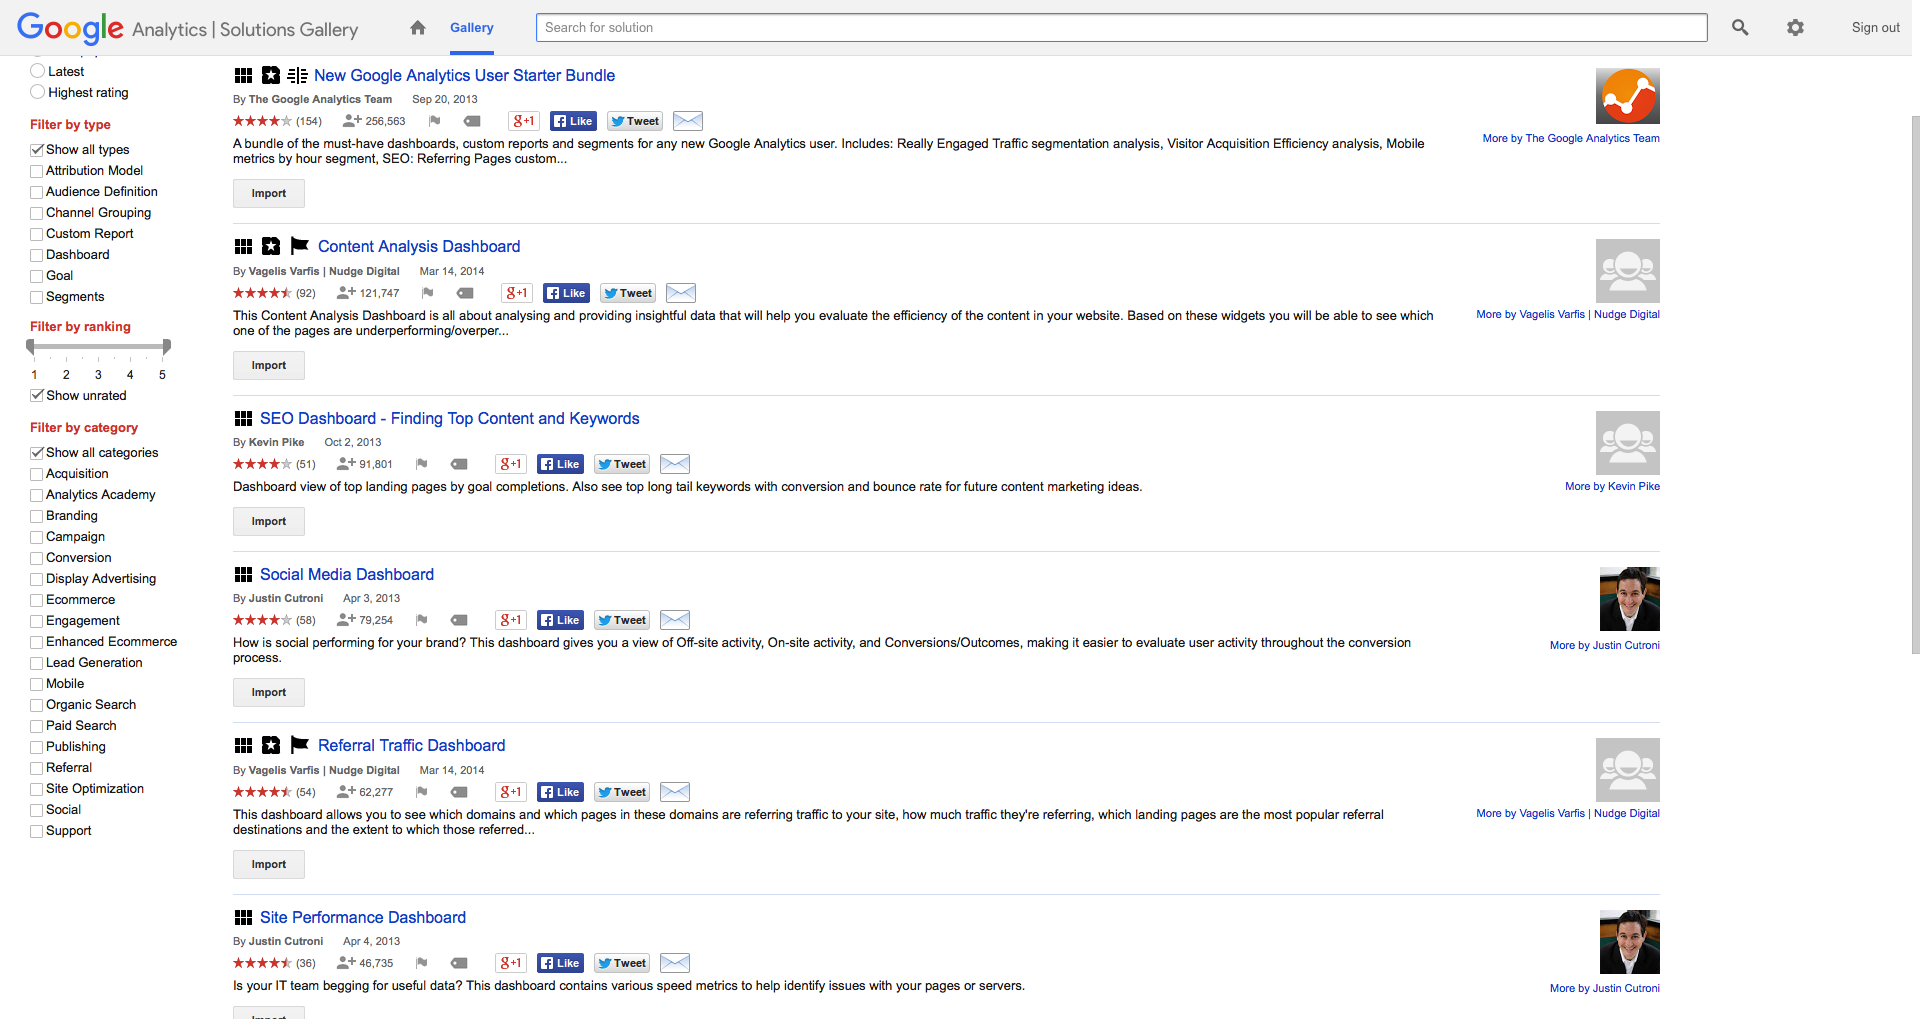 Google Analytics | Solutions Gallery
Gallery
Search for solution
Sign out
Latest
Highest rating
Filter by type
Show all types
Attribution Model
Audience Definition
Channel Grouping
Custom Report
Dashboard
Goal
Segments
Filter by ranking
1 2 3 4 5
Show unrated
Filter by category
Show all categories
Acquisition
Analytics Academy
Branding
Campaign
Conversion
Display Advertising
Ecommerce
Engagement
Enhanced Ecommerce
Lead Generation
Mobile
Organic Search
Paid Search
Publishing
Referral
Site Optimization
Social
Support
New Google Analytics User Starter Bundle
By The Google Analytics Team Sep 20, 2013
(154) 256,563 g+1 Like Tweet
A bundle of the must-have dashboards, custom reports and segments for any new Google Analytics user. Includes: Really Engaged Traffic segmentation analysis, Visitor Acquisition Efficiency analysis, Mobile
metrics by hour segment, SEO: Referring Pages custom...
Import
More by The Google Analytics Team
Content Analysis Dashboard
By Vagelis Varfis | Nudge Digital Mar 14, 2014
(92) 121,747 g+1 Like Tweet
This Content Analysis Dashboard is all about analysing and providing insightful data that will help you evaluate the efficiency of the content in your website. Based on these widgets you will be able to see which
one of the pages are underperforming/overper...
Import
More by Vagelis Varfis | Nudge Digital
SEO Dashboard - Finding Top Content and Keywords
By Kevin Pike Oct 2, 2013
(51) 91,801 g+1 Like Tweet
Dashboard view of top landing pages by goal completions. Also see top long tail keywords with conversion and bounce rate for future content marketing ideas.
Import
More by Kevin Pike
Social Media Dashboard
By Justin Cutroni Apr 3, 2013
(58) 79,254 g+1 Like Tweet
How is social performing for your brand? This dashboard gives you a view of Off-site activity, On-site activity, and Conversions/Outcomes, making it easier to evaluate user activity throughout the conversion
process.
Import
More by Justin Cutroni
Referral Traffic Dashboard
By Vagelis Varfis | Nudge Digital Mar 14, 2014
(54) 62,277 g+1 Like Tweet
This dashboard allows you to see which domains and which pages in these domains are referring traffic to your site, how much traffic they're referring, which landing pages are the most popular referral
destinations and the extent to which those referred...
Import
More by Vagelis Varfis | Nudge Digital
Site Performance Dashboard
By Justin Cutroni Apr 4, 2013
(36) 46,735 g+1 Like Tweet
Is your IT team begging for useful data? This dashboard contains various speed metrics to help identify issues with your pages or servers.
Import
More by Justin Cutroni